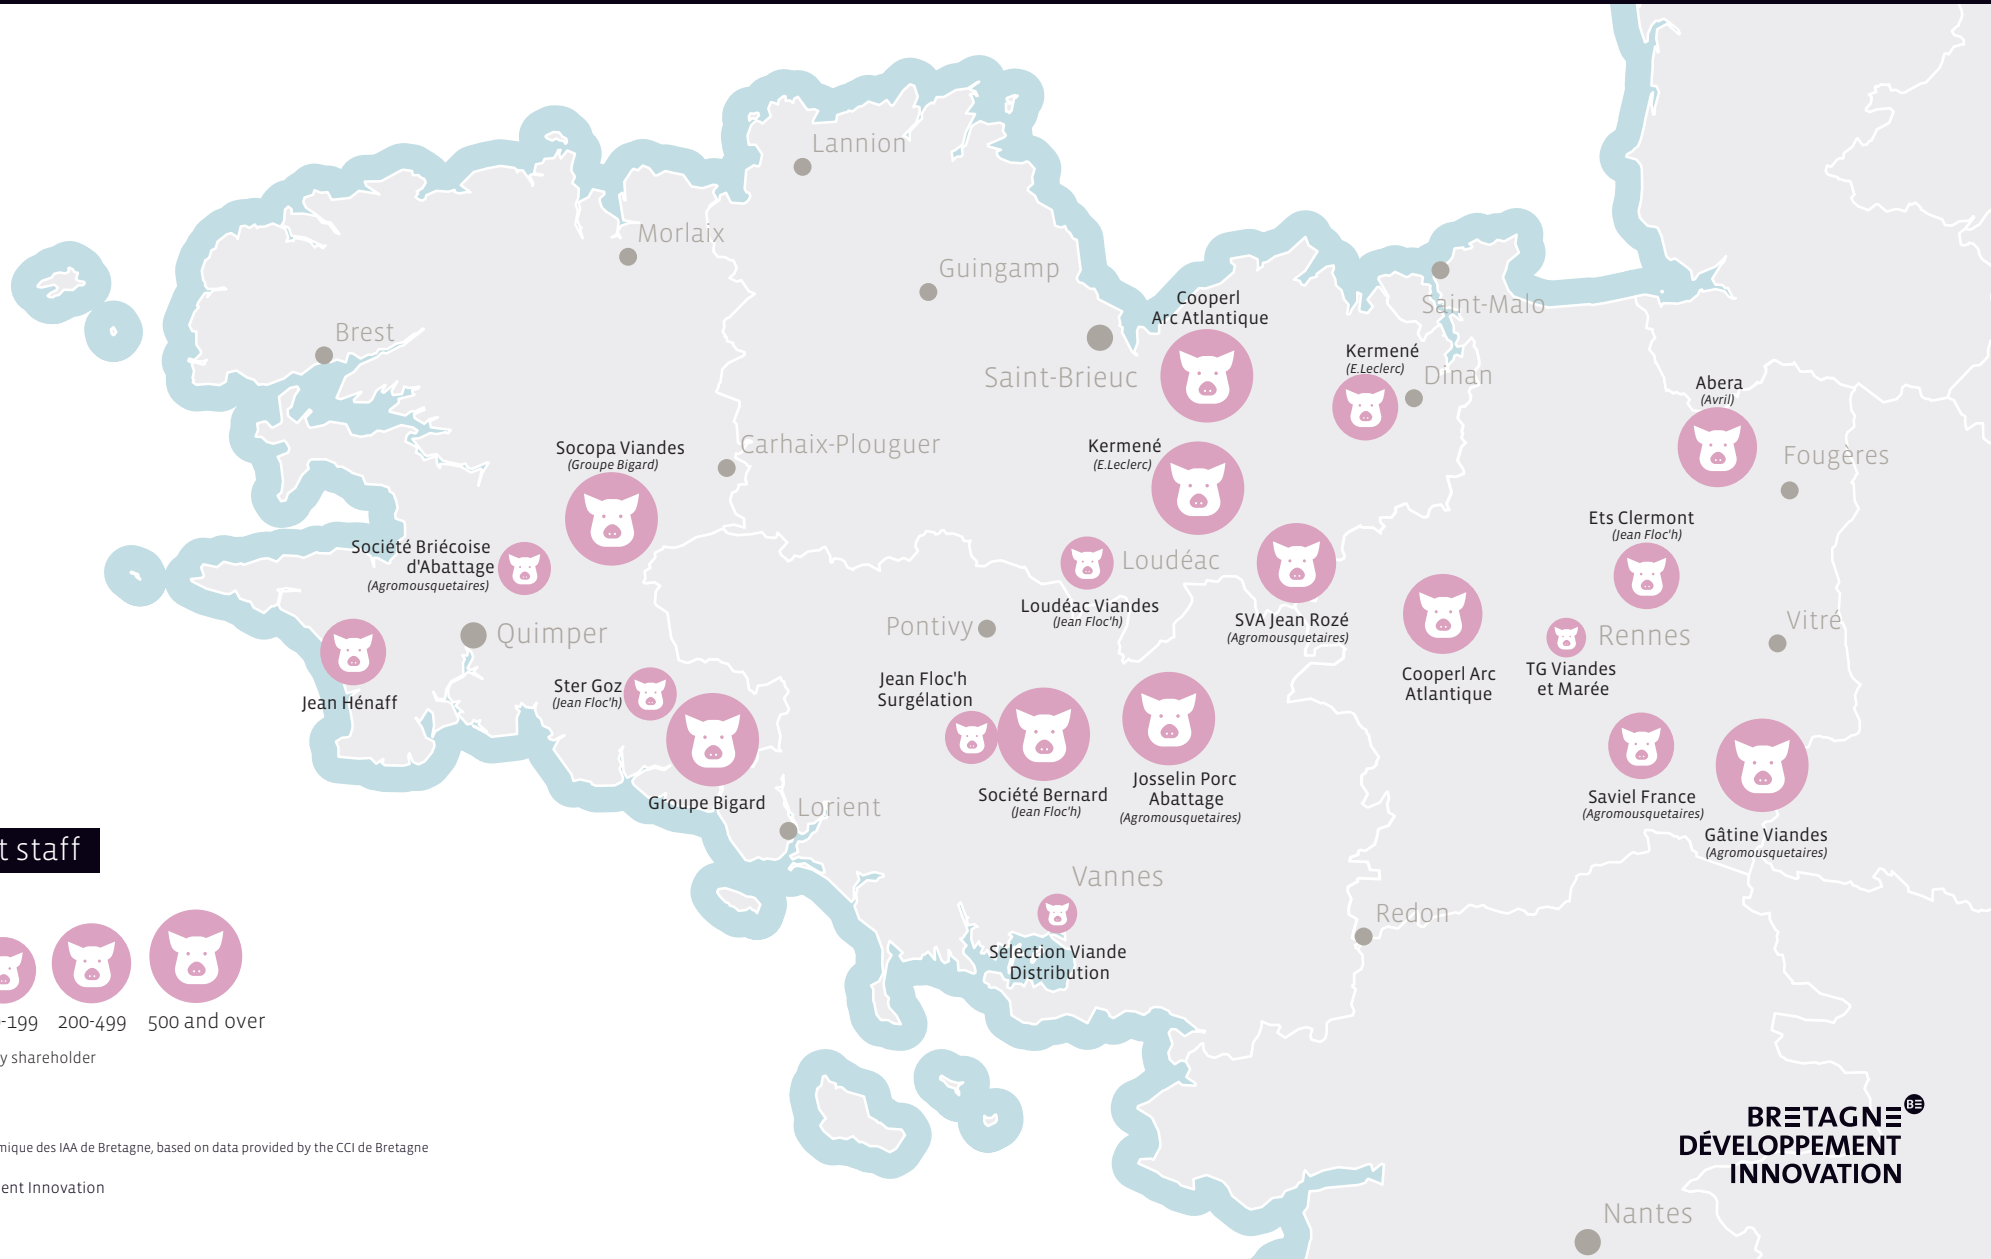 Lannion
Morlaix
Guingamp
Cooperl
Arc Atlantique
Saint-Malo
Brest
Saint-Brieuc
Kermené
(E.Leclerc)
Dinan
Abera
(Avril)
Socopa Viandes
(Groupe Bigard)
Carhaix-Plouguer
Kermené
(E.Leclerc)
Fougères
Ets Clermont
(Jean Floc'h)
Société Briécoise
d'Abattage
(Agromousquetaires)
Loudéac
Loudéac Viandes
(Jean Floc'h)
SVA Jean Rozé
(Agromousquetaires)
Quimper
Pontivy
Rennes
Vitré
Cooperl Arc
Atlantique
TG Viandes
et Marée
Jean Hénaff
Ster Goz
(Jean Floc'h)
Jean Floc'h
Surgélation
Groupe Bigard
Lorient
Société Bernard
(Jean Floc'h)
Josselin Porc
Abattage
(Agromousquetaires)
Saviel France
(Agromousquetaires)
Gâtine Viandes
(Agromousquetaires)
t staff
Vannes
Redon
Sélection Viande
Distribution
-199
200-499
500 and over
y shareholder
BRETAGNE
BE
DÉVELOPPEMENT
INNOVATION
mique des IAA de Bretagne, based on data provided by the CCI de Bretagne
ent Innovation
Nantes